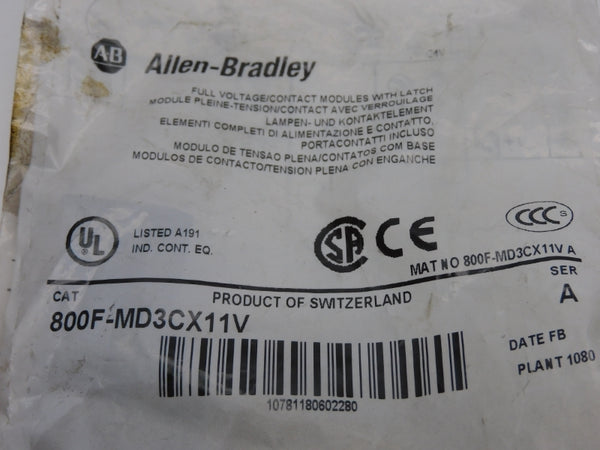 AB
Allen-Bradley
24V
FULL VOLTAGE/CONTACT MODULES WITH LATCH
MODULE PLEINE-TENSION/CONTACT AVEC VERROUILAGE
LAMPEN- UND KONTAKTELEMENT
ELEMENTI COMPLETI DI ALIMENTAZIONE E CONTATTO,
PORTACONTATTI INCLUSO
MODULO DE TENSAO PLENA/CONTATOS COM BASE
MODULOS DE CONTACTO/TENSION PLENA CON ENGANCHE
UL
LISTED A191
IND. CONT. EQ.
SA CE
CCC S
MAT NO 800F-MD3CX11V A
CAT
PRODUCT OF SWITZERLAND
SER
800F-MD3CX11V
A
DATE FB
PLANT 1080
10781180602280